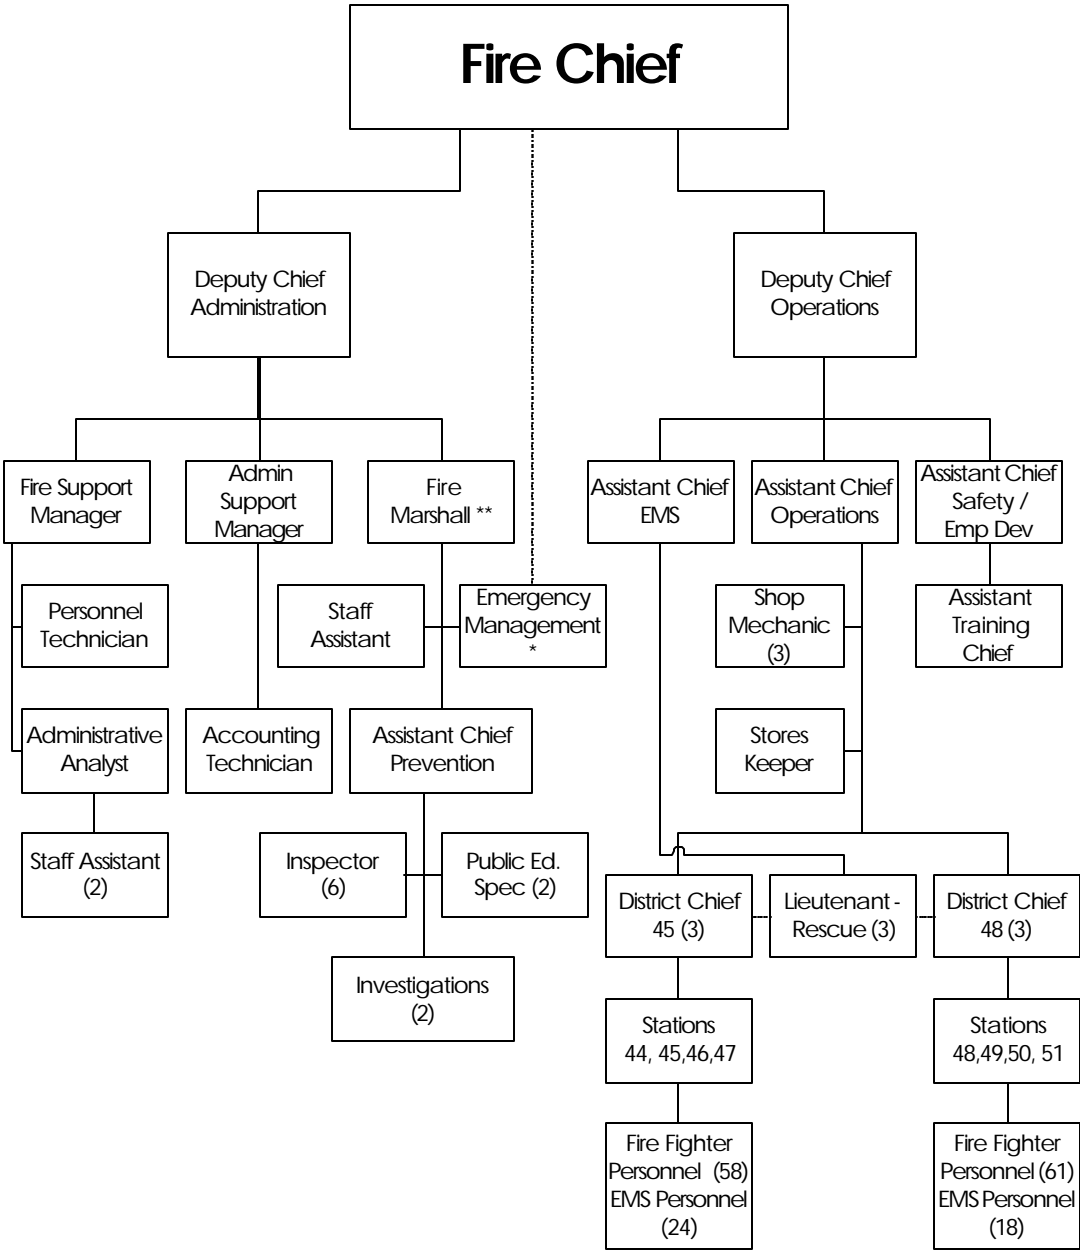 Fire Chief
Deputy Chief
Administration
Deputy Chief
Operations
Fire Support
Manager
Admin
Support
Manager
Fire
Marshall **
Assistant Chief
EMS
Assistant Chief
Operations
Assistant Chief
Safety /
Emp Dev
Personnel
Technician
Staff
Assistant
Emergency
Management
*
Shop
Mechanic
(3)
Assistant
Training
Chief
Administrative
Analyst
Accounting
Technician
Assistant Chief
Prevention
Stores
Keeper
Staff Assistant
(2)
Inspector
(6)
Public Ed.
Spec (2)
District Chief
45 (3)
Lieutenant -
Rescue (3)
District Chief
48 (3)
Investigations
(2)
Stations
44, 45,46,47
Stations
48,49,50, 51
Fire Fighter
Personnel (58)
EMS Personnel
(24)
Fire Fighter
Personnel (61)
EMS Personnel
(18)